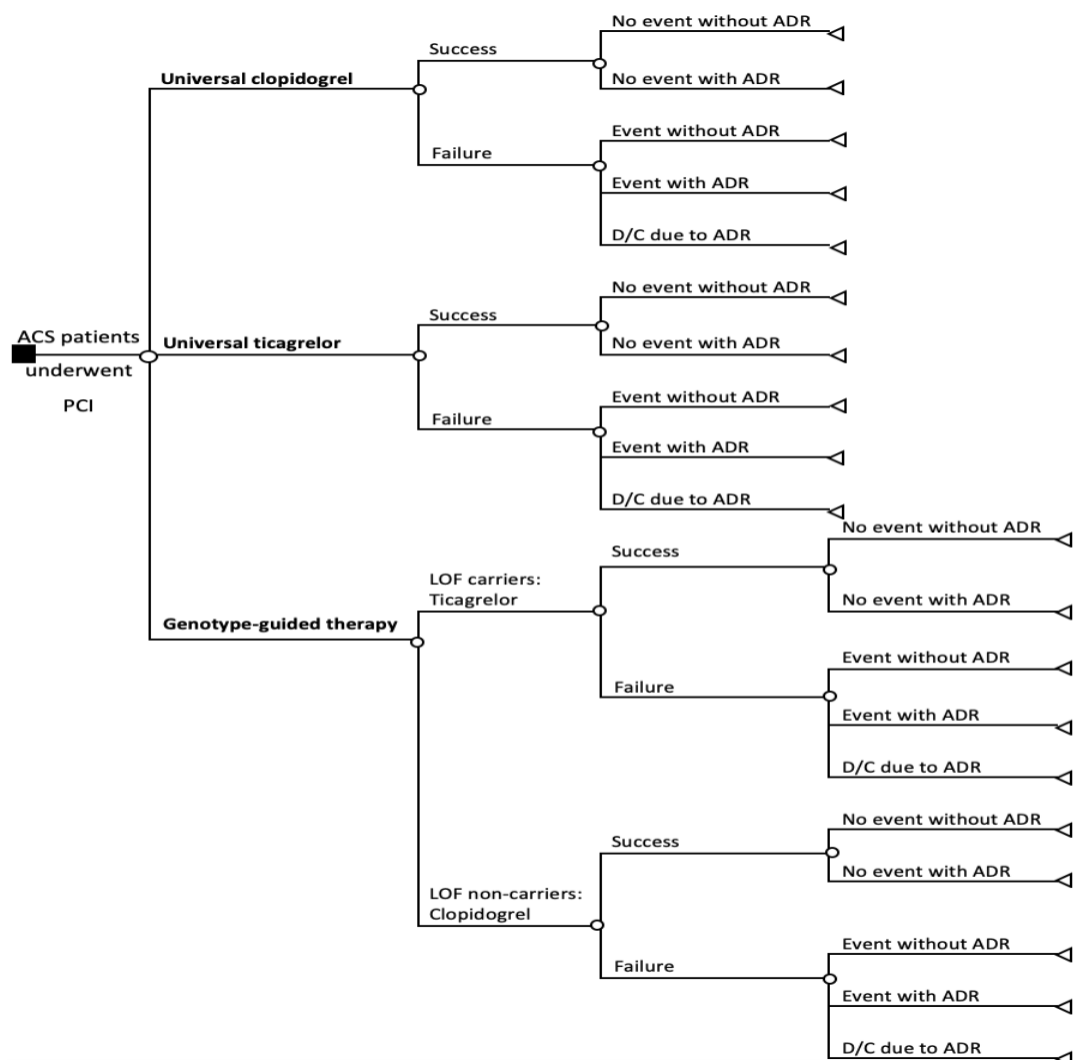 No event without ADR
Success
Universal clopidogrel
No event with ADR
Event without ADR
Failure
Event with ADR
D/C due to ADR
No event without ADR
Success
ACS patients
underwent
PCI
Universal ticagrelor
No event with ADR
Event without ADR
Failure
Event with ADR
D/C due to ADR
No event without ADR
Success
LOF carriers:
Ticagrelor
No event with ADR
Genotype-guided therapy
Event without ADR
Failure
Event with ADR
D/C due to ADR
No event without ADR
Success
No event with ADR
LOF non-carriers:
Clopidogrel
Event without ADR
Failure
Event with ADR
D/C due to ADR